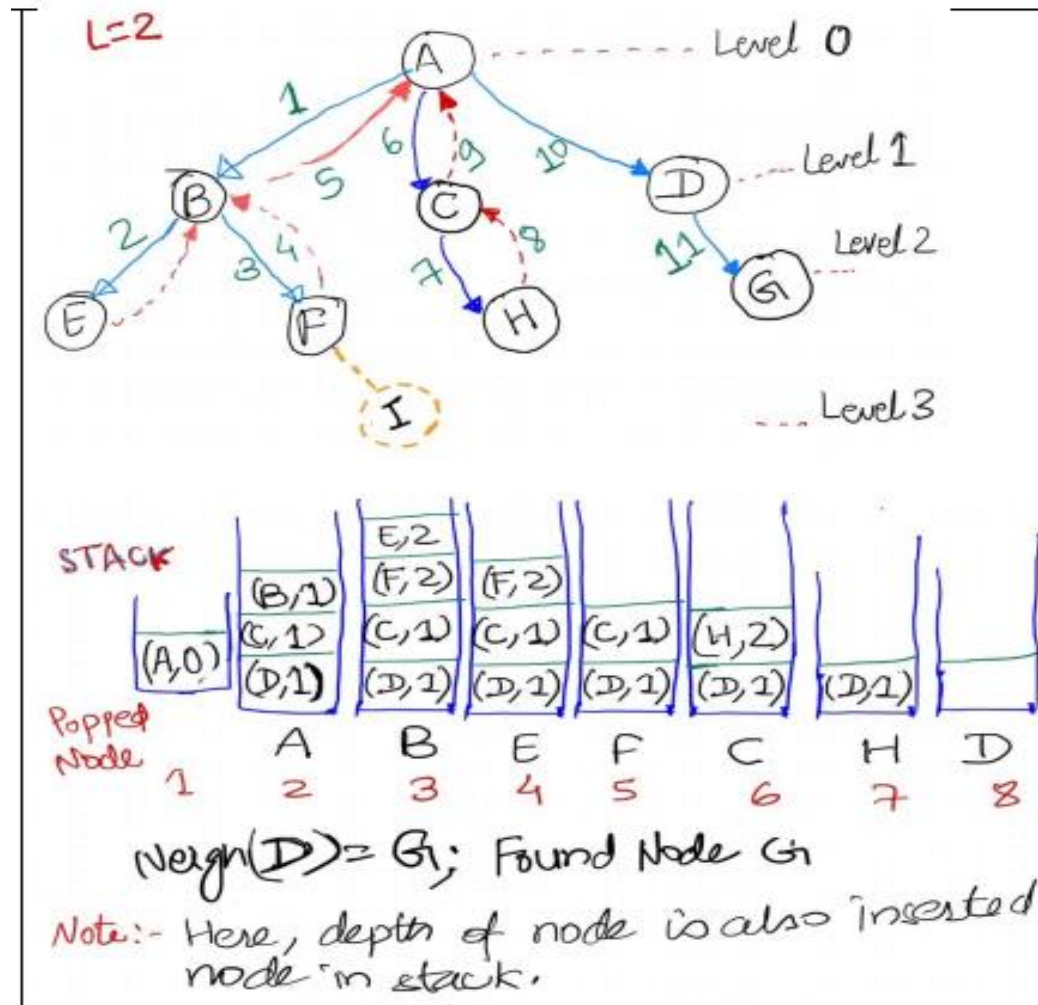 L=2
A
Level 0
1
5
6
9
10
B
C
D
Level 1
2
4
3
7
8
11
Level 2
E
F
H
G
I
Level 3
STACK
(A,0)
(B,1)
(C,1)
(D,1)
E,2
(F,2)
(C,1)
(D,1)
(F,2)
(C,1)
(D,1)
(C,1)
(D,1)
(H,2)
(D,1)
(D,1)
Popped
Node
A B E F C H D
1 2 3 4 5 6 7 8
Neigh(D)= G; Found Node G
Note:- Here, depth of node is also inserted
node in stack.